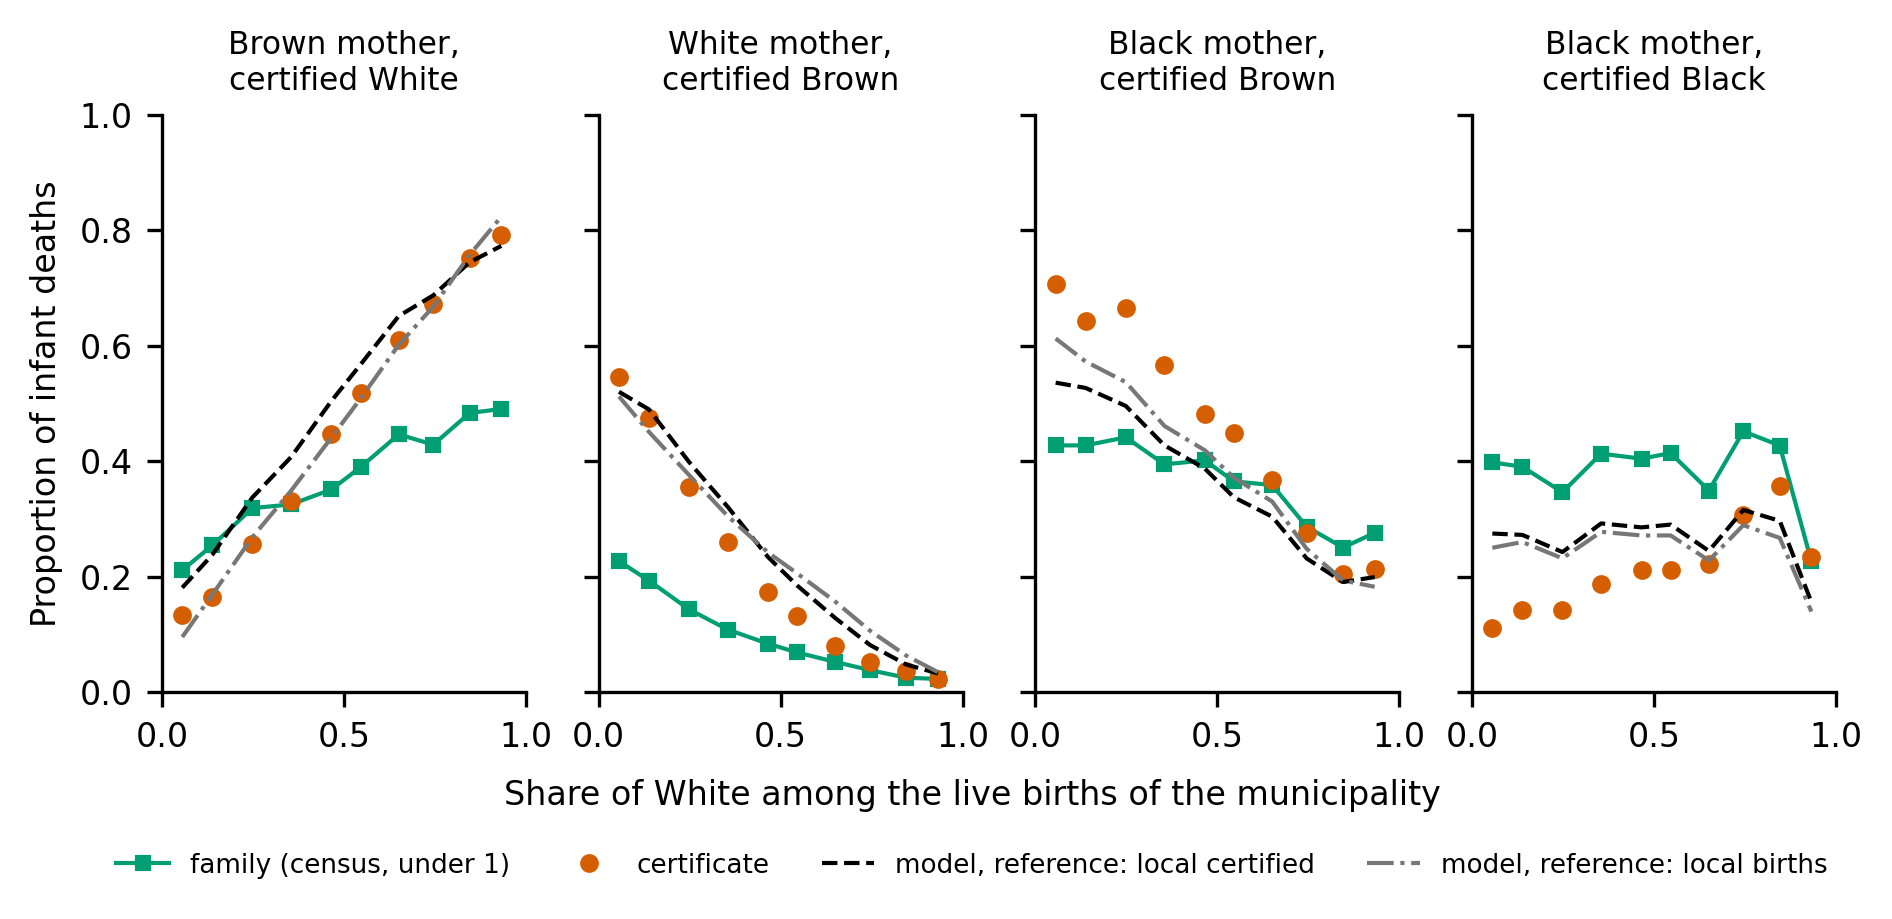 Brown mother,
certified White
White mother,
certified Brown
Black mother,
certified Brown
Black mother,
certified Black
Proportion of infant deaths
1.0
0.8
0.6
0.4
0.2
0.0
0.0 0.5 1.0
0.0 0.5 1.0
0.0 0.5 1.0
0.0 0.5 1.0
Share of White among the live births of the municipality
family (census, under 1)
certificate
model, reference: local certified
model, reference: local births